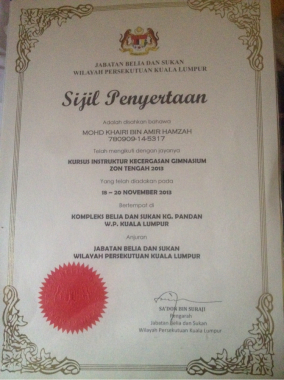 JABATAN BELIA DAN SUKAN
WILAYAH PERSEKUTUAN KUALA LUMPUR
Sijil Penyertaan
Adalah disahkan bahawa
MOHD KHAIRI BIN AMIR HAMZAH
780909-14-5317
Telah mengikuti dengan jayanya
KURSUS INSTRUKTUR KECERGASAN GIMNASIUM
ZON TENGAH 2013
Yang telah diadakan pada
18 - 20 NOVEMBER 2013
Bertempat di
KOMPLEKS BELIA DAN SUKAN KG. PANDAN
W.P. KUALA LUMPUR
Anjuran
JABATAN BELIA DAN SUKAN
WILAYAH PERSEKUTUAN KUALA LUMPUR
BIN SURAJI
Pengarah
Jabatan Belia dan Sukan
Wilayah Persekutuan Kuala Lumpur